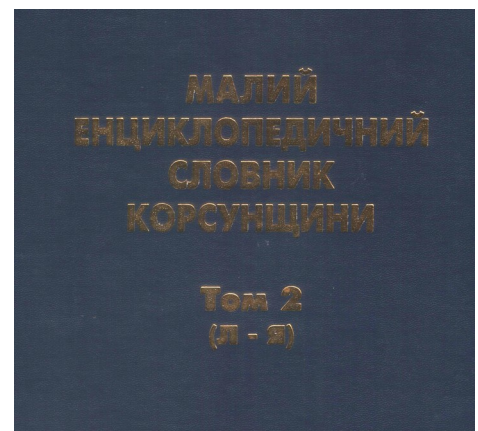 МАЛИЙ
ЕНЦИКЛОПЕДИЧНИЙ
СЛОВНИК
КОРСУНЩИНИ
Том 2
(Л - Я)